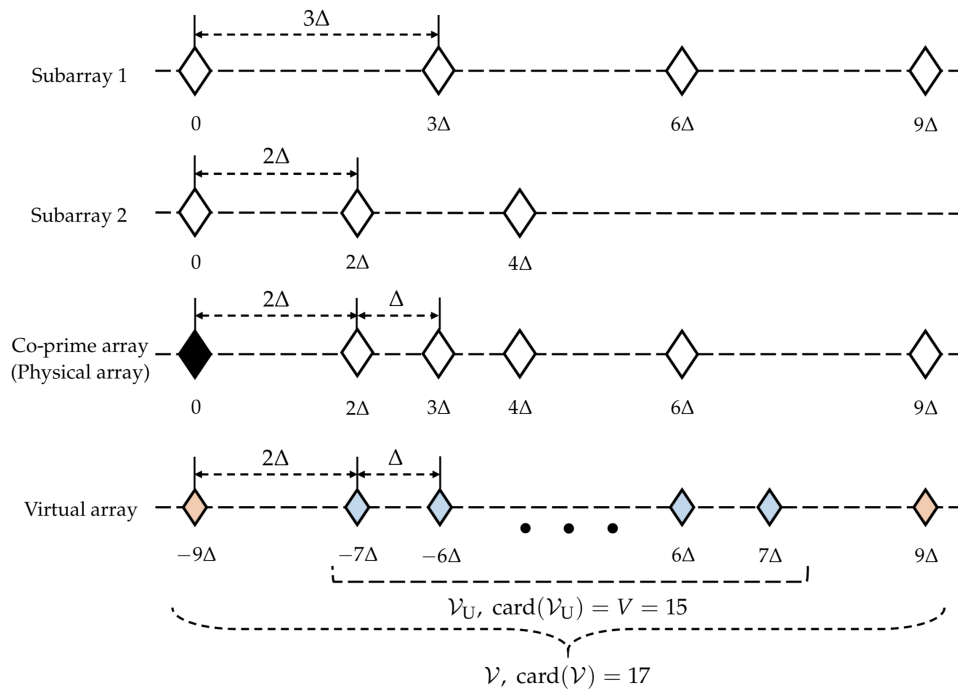 3Δ
Subarray 1
0 3Δ 6Δ 9Δ
2Δ
Subarray 2
0 2Δ 4Δ
2Δ Δ
Co-prime array
(Physical array)
0 2Δ 3Δ 4Δ 6Δ 9Δ
2Δ Δ
Virtual array
−9Δ −7Δ −6Δ 6Δ 7Δ 9Δ
𝒱_U, card(𝒱_U) = V = 15
𝒱, card(𝒱) = 17